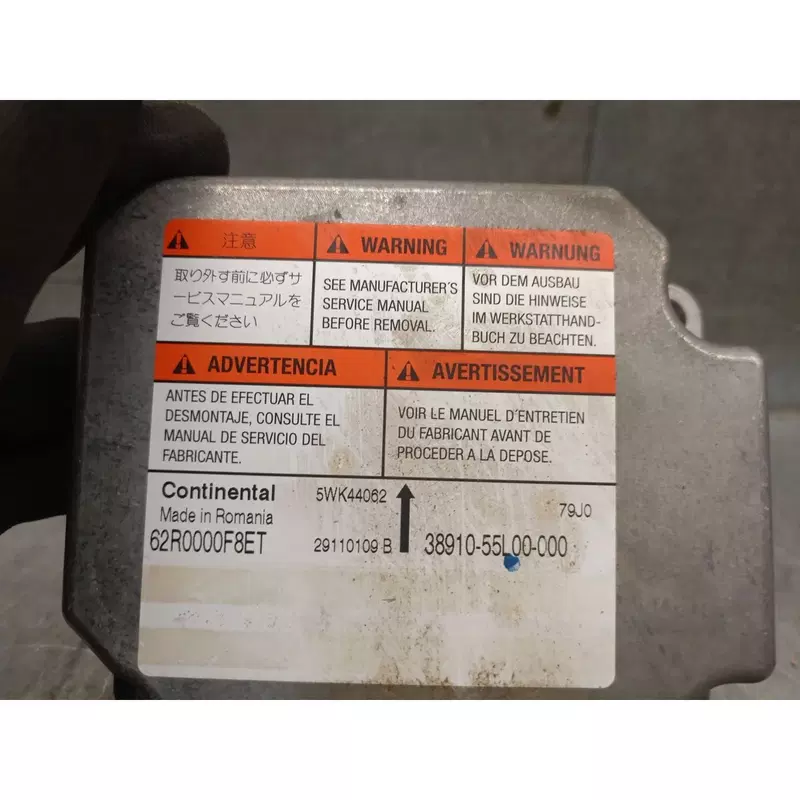 注意
取り外す前に必ずサ
ービスマニュアルを
ご覧ください
WARNING
SEE MANUFACTURER'S
SERVICE MANUAL
BEFORE REMOVAL.
WARNUNG
VOR DEM AUSBAU
SIND DIE HINWEISE
IM WERKSTATTHAND-
BUCH ZU BEACHTEN.
ADVERTENCIA
ANTES DE EFECTUAR EL
DESMONTAJE, CONSULTE EL
MANUAL DE SERVICIO DEL
FABRICANTE.
AVERTISSEMENT
VOIR LE MANUEL D'ENTRETIEN
DU FABRICANT AVANT DE
PROCEDER A LA DEPOSE.
Continental 5WK44062
Made in Romania 79J0
62R0000F8ET 29110109 B 38910-55L00-000